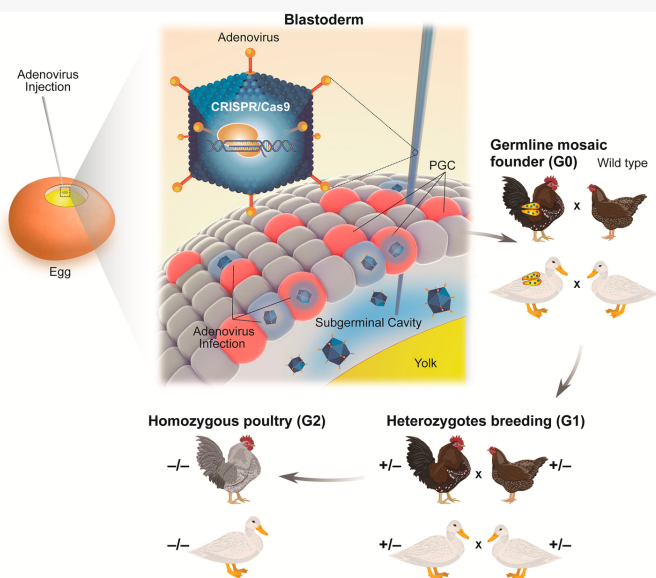 Blastoderm
Adenovirus
Injection
Egg
Adenovirus
CRISPR/Cas9
PGC
Adenovirus
Infection
Subgerminal Cavity
Yolk
Germline mosaic
founder (G0)
Wild type
x
x
Homozygous poultry (G2)
–/–
–/–
Heterozygotes breeding (G1)
+/–
x
+/–
+/–
x
+/–